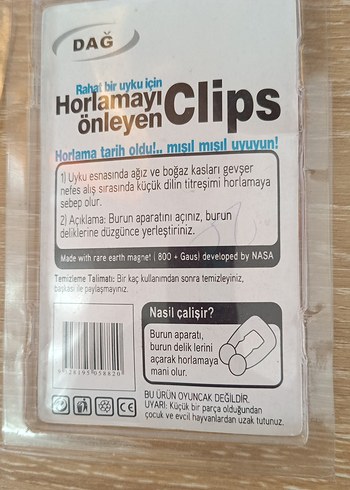 DAĞ
Rahat bir uyku için
Horlamayı
önleyen
Clips
Horlama tarih oldu!.. mışıl mışıl uyuyun!
1) Uyku esnasında ağız ve boğaz kasları gevşer
nefes alış sırasında küçük dilin titreşimi horlamaya
sebep olur.
2) Açıklama: Burun aparatını açınız, burun
deliklerine düzgünce yerleştiriniz.
Made with rare earth magnet ( 800 + Gaus) developed by NASA
Temizleme Talimatı: Bir kaç kullanımdan sonra temizleyiniz,
başkası ile paylaşmayınız.
Nasil çalişir?
Burun aparatı,
burun delik lerini
açarak horlamaya
mani olur.
BU ÜRÜN OYUNCAK DEĞİLDİR.
UYARI: Küçük bir parça olduğundan
çocuk ve evcil hayvanlardan uzak tutunuz.
CE